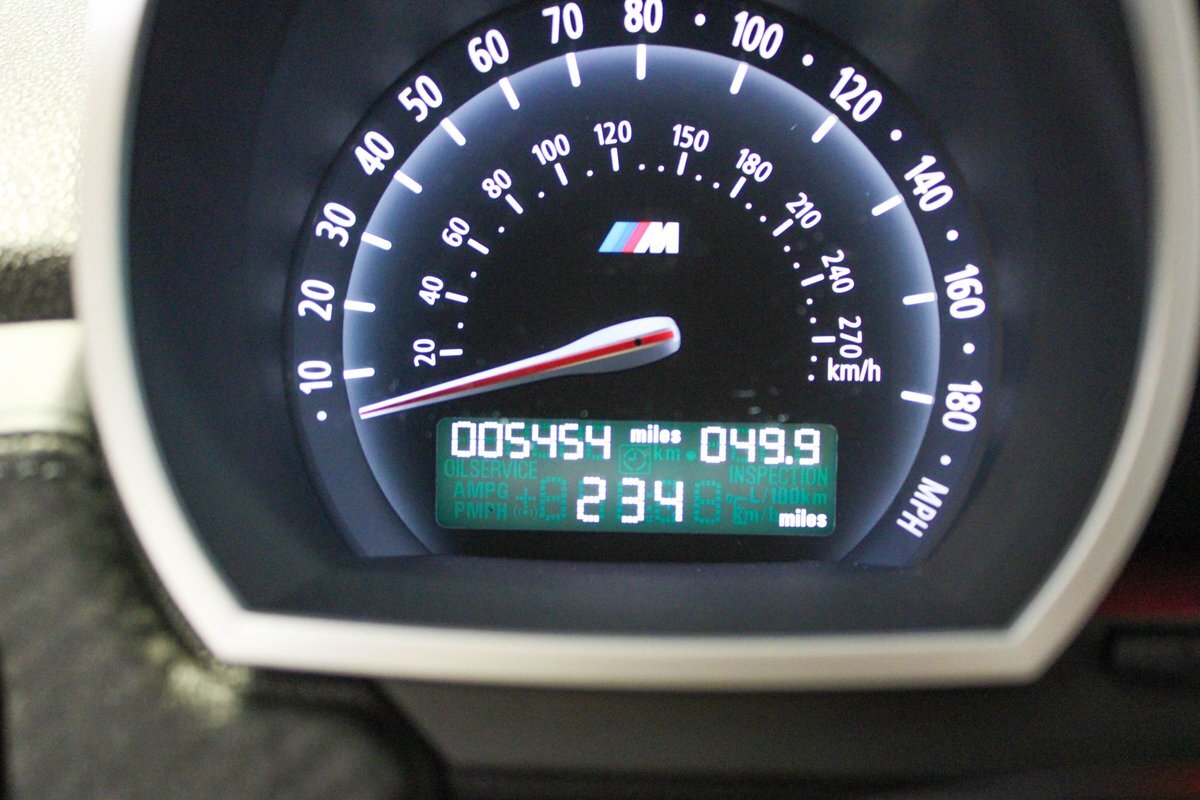 10 20 30 40 50 60 70 80 100 120 140 160 180 MPH
20 40 60 80 100 120 150 180 210 240 270 km/h
M
005454 miles km 049.9
OILSERVICE INSPECTION
AMPG L/100km
PMPH 234 miles